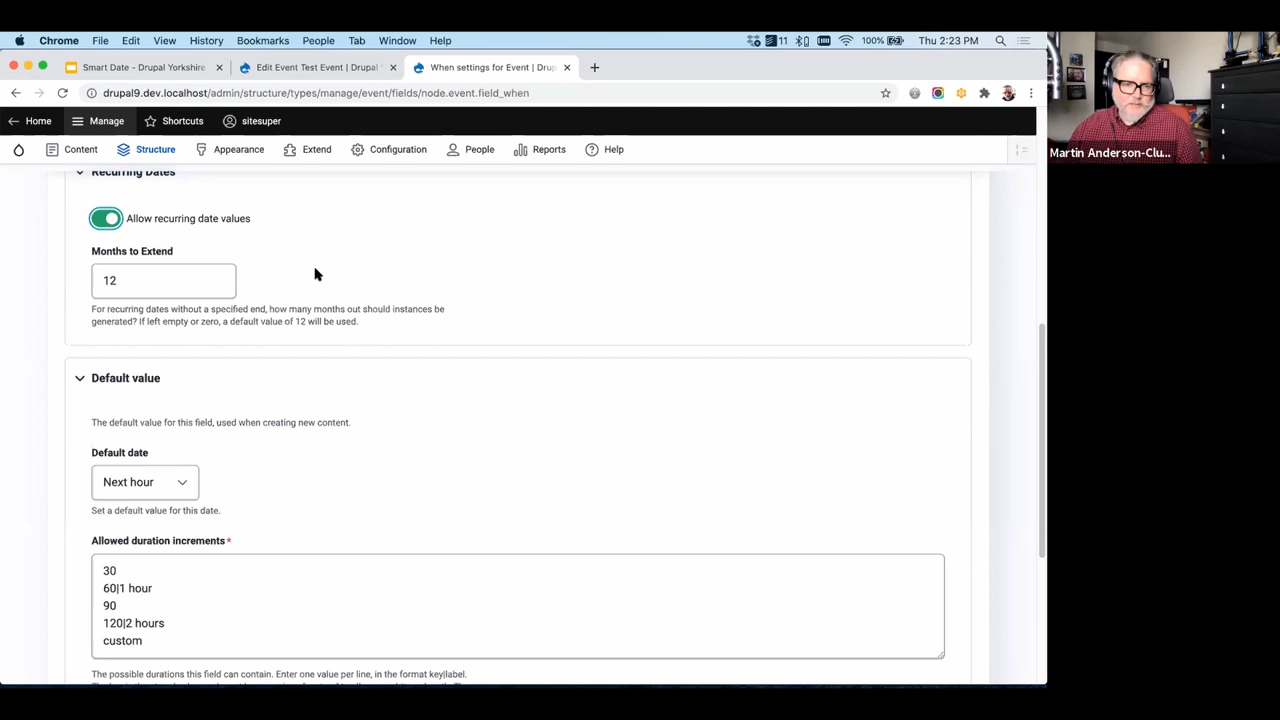 Chrome File Edit View History Bookmarks People Tab Window Help 11 100% Thu 2:23 PM
Smart Date - Drupal Yorkshire × Edit Event Test Event | Drupal × When settings for Event | Drup × +
drupal9.dev.localhost/admin/structure/types/manage/event/fields/node.event.field_when
Home Manage Shortcuts sitesuper
Content Structure Appearance Extend Configuration People Reports Help
Martin Anderson-Clu...
Recurring Dates
Allow recurring date values
Months to Extend
12
For recurring dates without a specified end, how many months out should instances be
generated? If left empty or zero, a default value of 12 will be used.
Default value
The default value for this field, used when creating new content.
Default date
Next hour
Set a default value for this date.
Allowed duration increments*
30
60|1 hour
90
120|2 hours
custom
The possible durations this field can contain. Enter one value per line, in the format key|label.